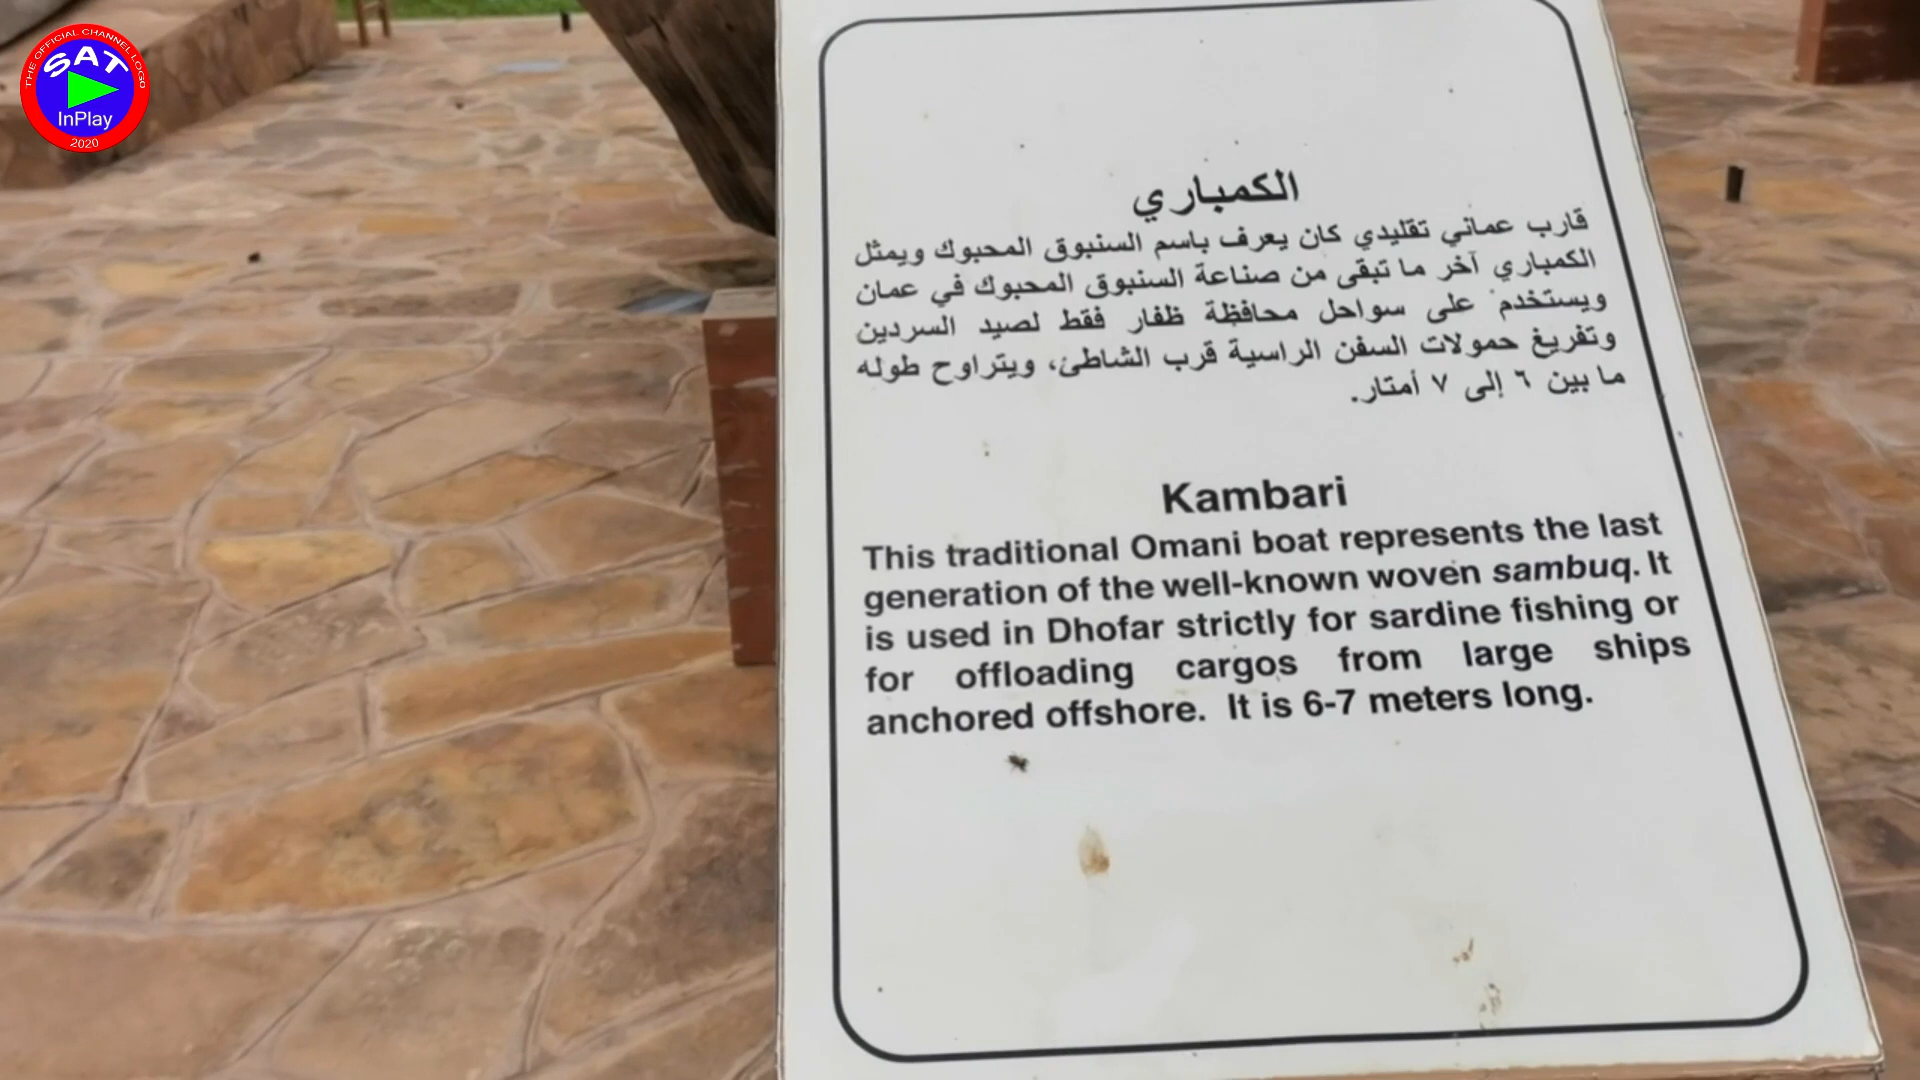 THE OFFICIAL CHANNEL LOGO
SAT
InPlay
2020
الكمباري
قارب عماني تقليدي كان يعرف باسم السنبوق المحبوك ويمثل
الكمباري آخر ما تبقى من صناعة السنبوق المحبوك في عمان
ويستخدم على سواحل محافظة ظفار فقط لصيد السردين
وتفريغ حمولات السفن الراسية قرب الشاطئ، ويتراوح طوله
ما بين ٦ إلى ٧ أمتار.
Kambari
This traditional Omani boat represents the last
generation of the well-known woven sambuq. It
is used in Dhofar strictly for sardine fishing or
for offloading cargos from large ships
anchored offshore. It is 6-7 meters long.